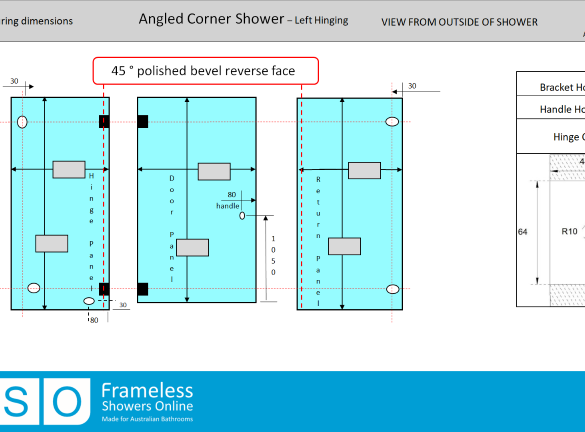 ring dimensions
Angled Corner Shower – Left Hinging
VIEW FROM OUTSIDE OF SHOWER
45 ° polished bevel reverse face
30
30
Hinge Panel
Door Panel
Return Panel
80
handle
1050
30
80
Bracket Ho
Handle Ho
Hinge C
4
64
R10
SO
Frameless
Showers Online
Made for Australian Bathrooms